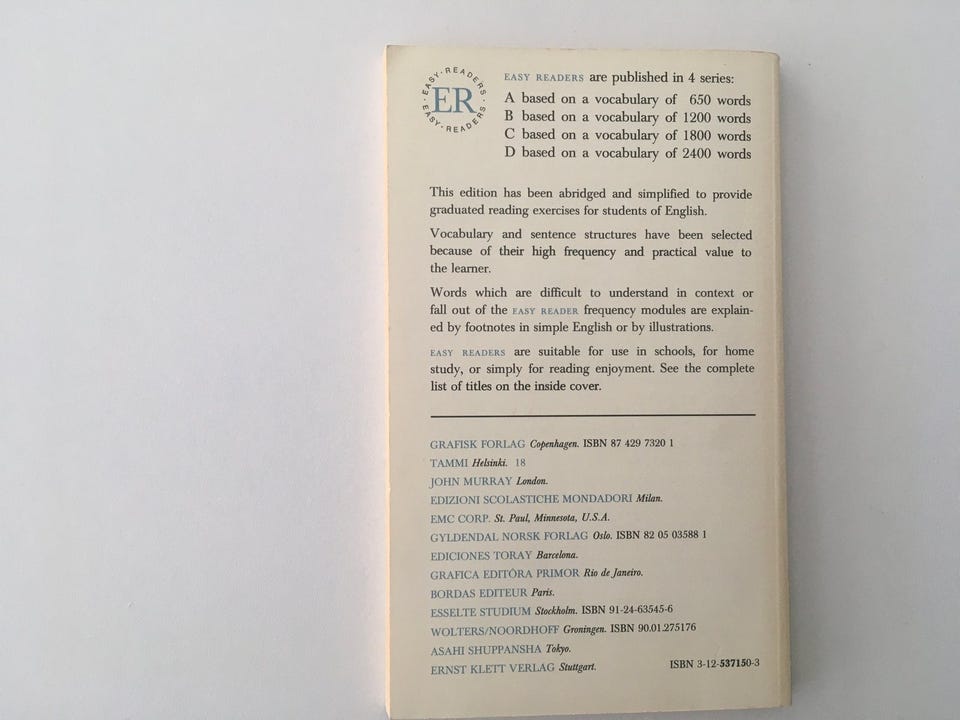 · EASY · READERS · EASY · READERS
ER
EASY READERS are published in 4 series:
A based on a vocabulary of 650 words
B based on a vocabulary of 1200 words
C based on a vocabulary of 1800 words
D based on a vocabulary of 2400 words
This edition has been abridged and simplified to provide
graduated reading exercises for students of English.
Vocabulary and sentence structures have been selected
because of their high frequency and practical value to
the learner.
Words which are difficult to understand in context or
fall out of the EASY READER frequency modules are explain-
ed by footnotes in simple English or by illustrations.
EASY READERS are suitable for use in schools, for home
study, or simply for reading enjoyment. See the complete
list of titles on the inside cover.
GRAFISK FORLAG Copenhagen. ISBN 87 429 7320 1
TAMMI Helsinki. 18
JOHN MURRAY London.
EDIZIONI SCOLASTICHE MONDADORI Milan.
EMC CORP. St. Paul, Minnesota, U.S.A.
GYLDENDAL NORSK FORLAG Oslo. ISBN 82 05 03588 1
EDICIONES TORAY Barcelona.
GRAFICA EDITÔRA PRIMOR Rio de Janeiro.
BORDAS EDITEUR Paris.
ESSELTE STUDIUM Stockholm. ISBN 91-24-63545-6
WOLTERS/NOORDHOFF Groningen. ISBN 90.01.275176
ASAHI SHUPPANSHA Tokyo.
ERNST KLETT VERLAG Stuttgart. ISBN 3-12-537150-3